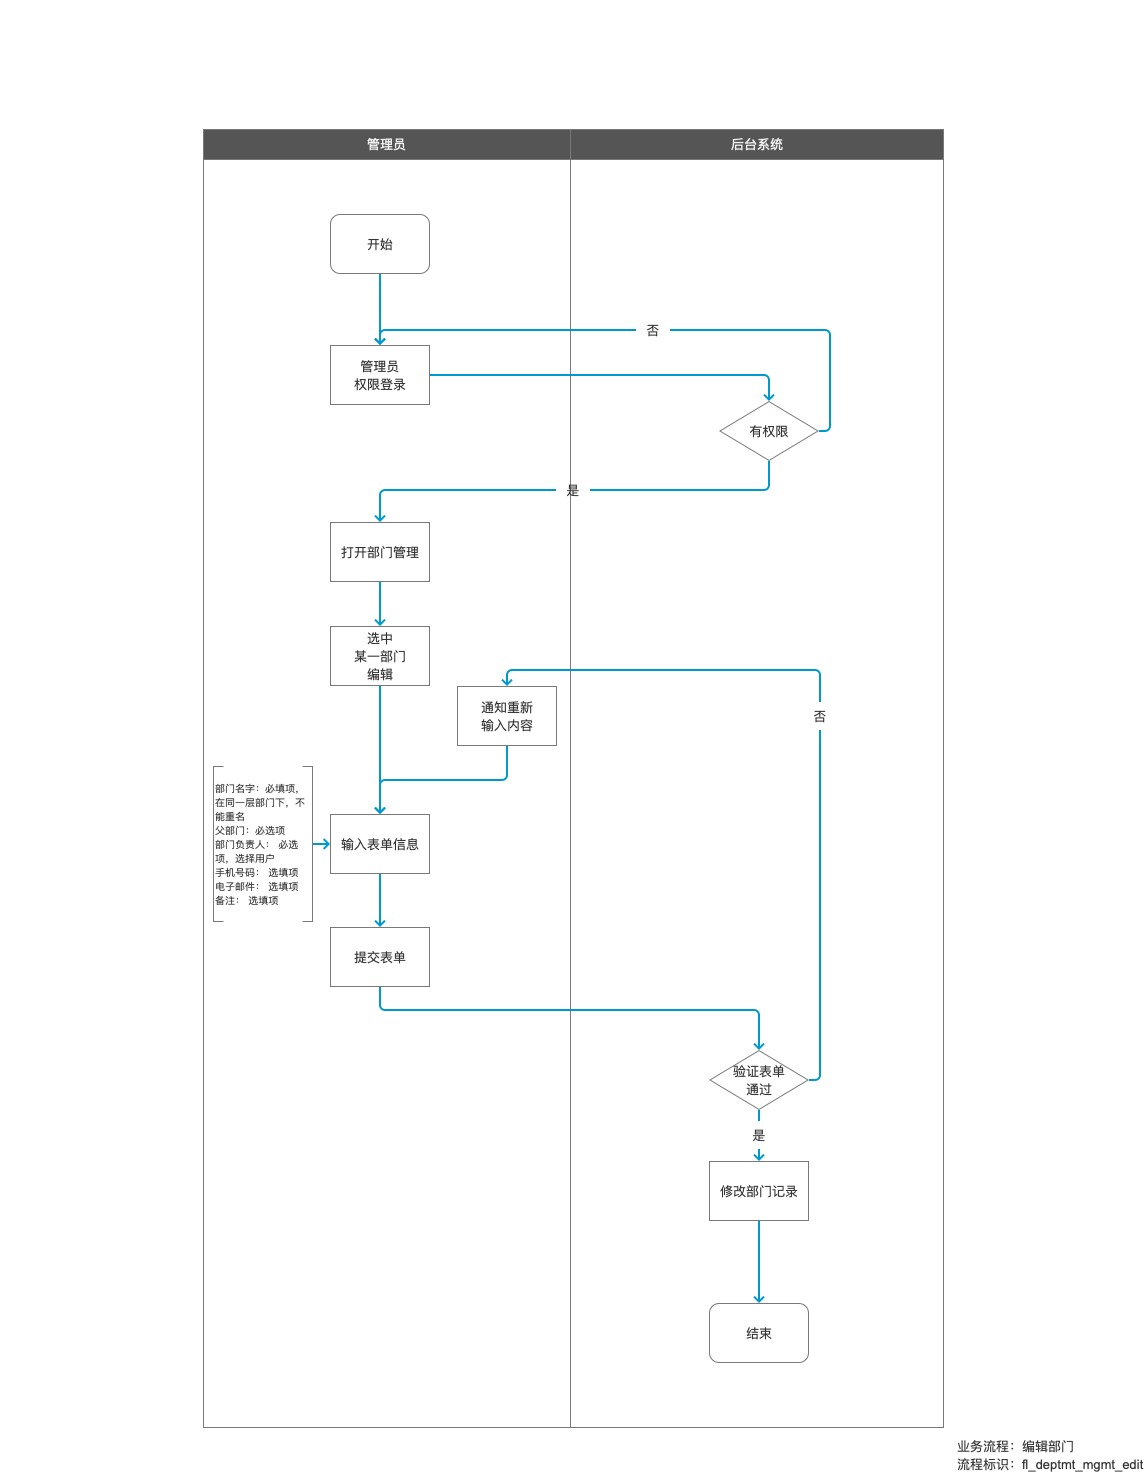 管理员
后台系统
开始
否
管理员
权限登录
有权限
是
打开部门管理
选中
某一部门
编辑
通知重新
输入内容
否
部门名字：必填项，
在同一层部门下，不
能重名
父部门：必选项
部门负责人： 必选
项，选择用户
手机号码： 选填项
电子邮件： 选填项
备注： 选填项
输入表单信息
提交表单
验证表单
通过
是
修改部门记录
结束
业务流程：编辑部门
流程标识：fl_deptmt_mgmt_edit